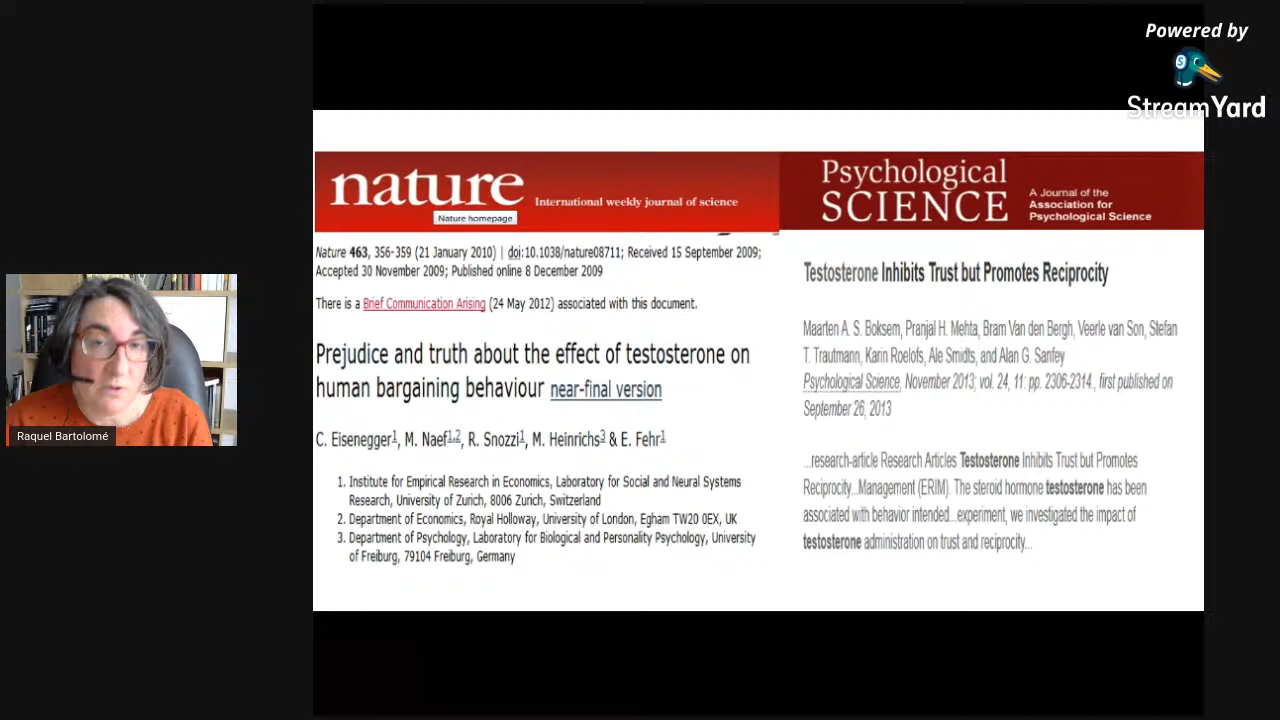 Powered by
StreamYard
nature
Nature homepage
International weekly journal of science
Nature 463, 356-359 (21 January 2010) | doi:10.1038/nature08711; Received 15 September 2009;
Accepted 30 November 2009; Published online 8 December 2009
There is a Brief Communication Arising (24 May 2012) associated with this document.
Prejudice and truth about the effect of testosterone on
human bargaining behaviour near-final version
C. Eisenegger1, M. Naef1,2, R. Snozzi1, M. Heinrichs3 & E. Fehr1
1. Institute for Empirical Research in Economics, Laboratory for Social and Neural Systems
Research, University of Zurich, 8006 Zurich, Switzerland
2. Department of Economics, Royal Holloway, University of London, Egham TW20 0EX, UK
3. Department of Psychology, Laboratory for Biological and Personality Psychology, University
of Freiburg, 79104 Freiburg, Germany
Psychological
SCIENCE
A Journal of the
Association for
Psychological Science
Testosterone Inhibits Trust but Promotes Reciprocity
Maarten A. S. Boksem, Pranjal H. Mehta, Bram Van den Bergh, Veerle van Son, Stefan
T. Trautmann, Karin Roelofs, Ale Smidts, and Alan G. Sanfey
Psychological Science, November 2013; vol. 24, 11: pp. 2306-2314., first published on
September 26, 2013
...research-article Research Articles Testosterone Inhibits Trust but Promotes
Reciprocity...Management (ERIM). The steroid hormone testosterone has been
associated with behavior intended...experiment, we investigated the impact of
testosterone administration on trust and reciprocity...
Raquel Bartolomé